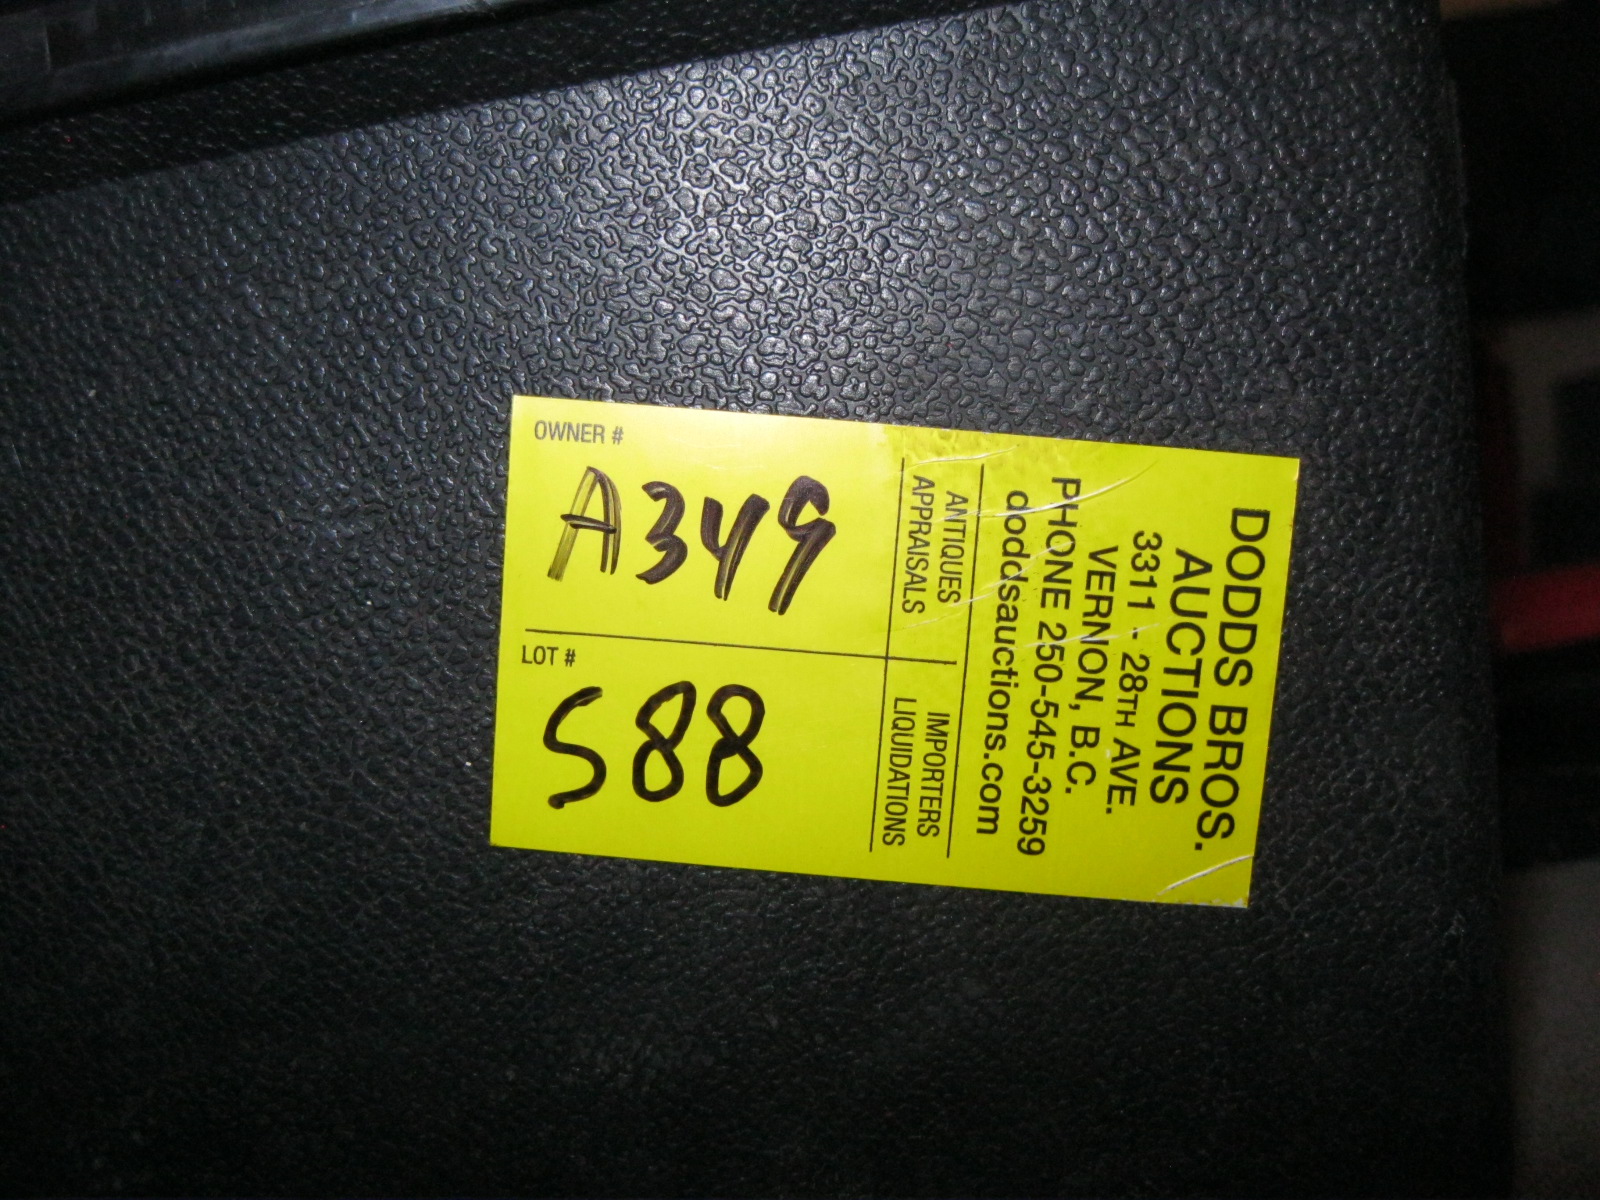 DODDS BROS.
AUCTIONS
3311 - 28TH AVE.
VERNON, B.C.
PHONE 250-545-3259
doddsauctions.com
ANTIQUES
APPRAISALS
IMPORTERS
LIQUIDATIONS
OWNER #
A349
LOT #
588